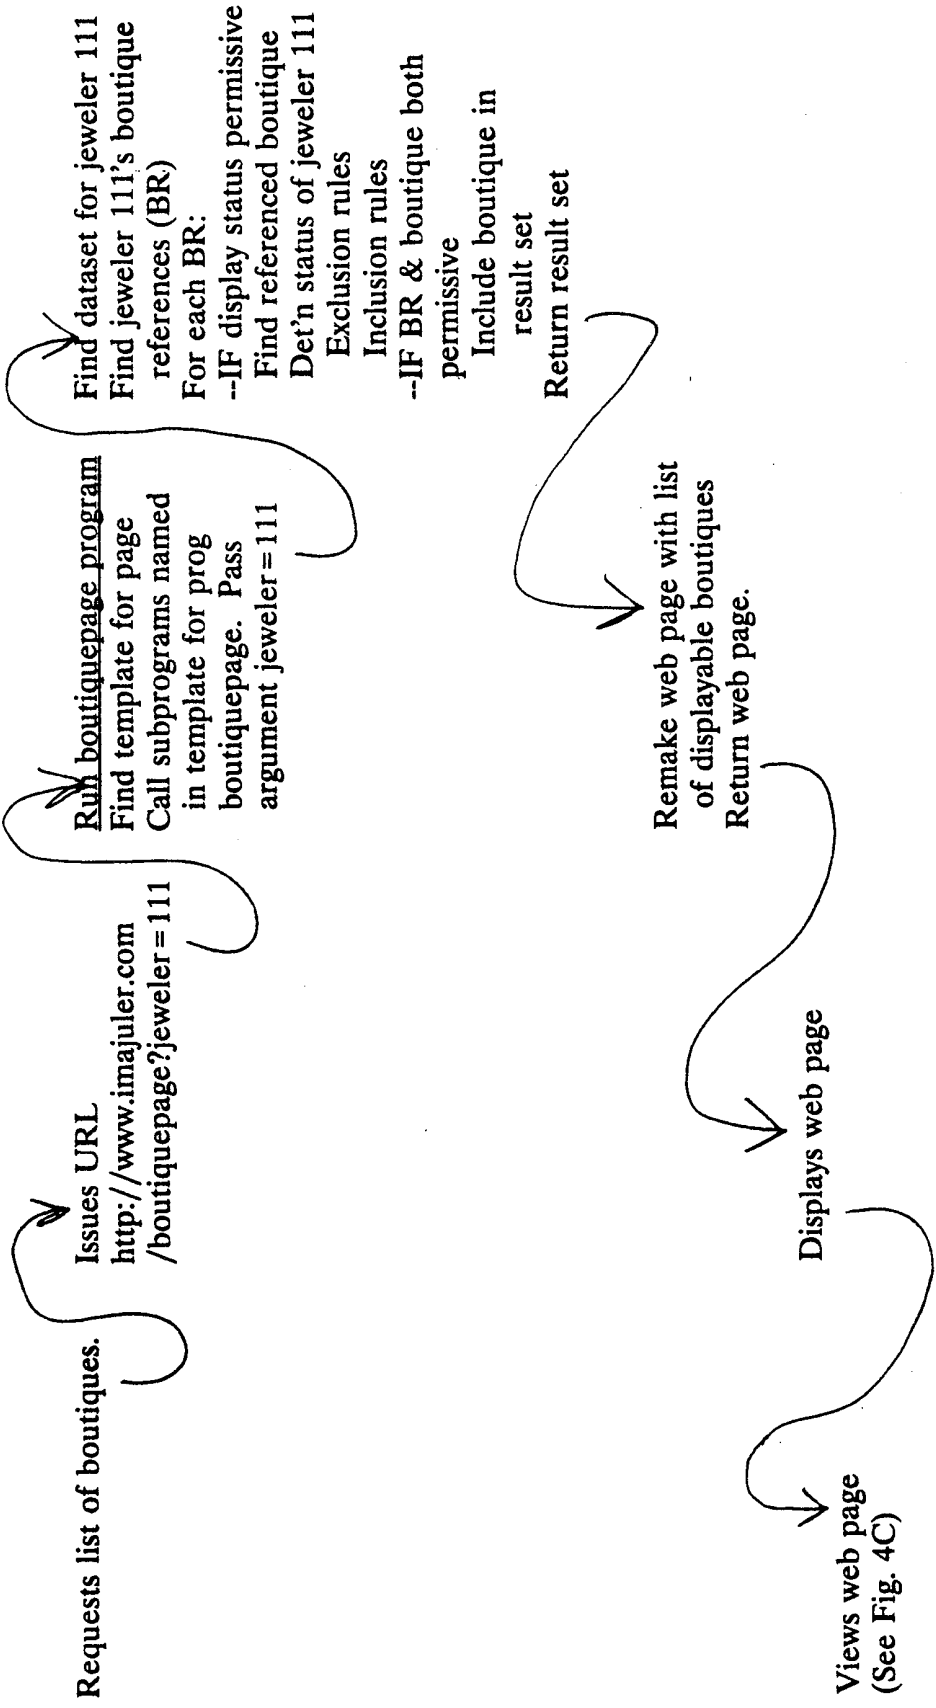 Requests list of boutiques.
Issues URL
http://www.imajuler.com
/boutiquepage?jeweler=111
Run boutiquepage program
Find template for page
Call subprograms named
in template for prog
boutiquepage. Pass
argument jeweler=111
Find dataset for jeweler 111
Find jeweler 111's boutique
references (BR)
For each BR:
--IF display status permissive
Find referenced boutique
Det'n status of jeweler 111
Exclusion rules
Inclusion rules
--IF BR & boutique both
permissive
Include boutique in
result set
Return result set
Remake web page with list
of displayable boutiques
Return web page.
Displays web page
Views web page
(See Fig. 4C)